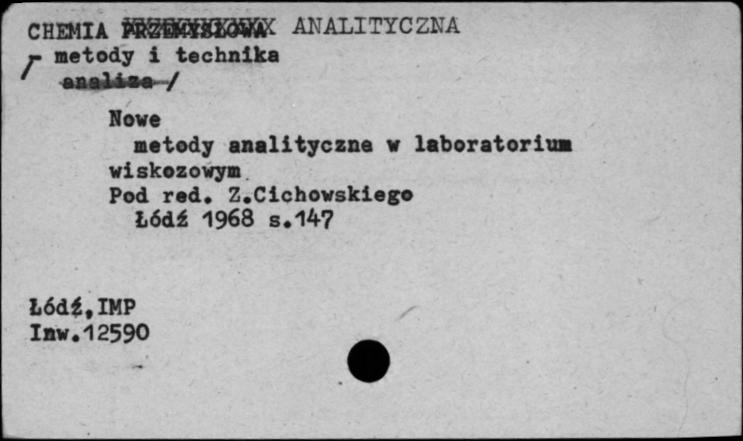 CHEMIA PRZEMYSŁOWA ANALITYCZNA
- metody i technika
analiza /
Nowe
metody analityczne w laboratorium
wiskozowym
Pod red. Z.Cichowskiego
Łódź 1968 s.147
Łódź,IMP
Inw.12590